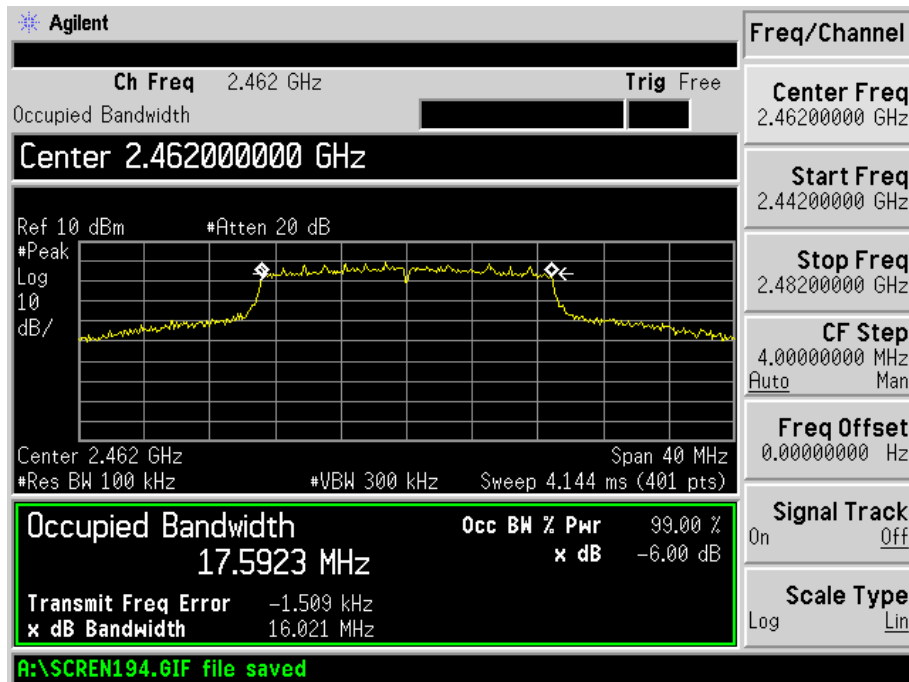 Agilent
Ch Freq 2.462 GHz Trig Free
Occupied Bandwidth
Center 2.462000000 GHz
Ref 10 dBm #Atten 20 dB
#Peak
Log
10
dB/
Center 2.462 GHz Span 40 MHz
#Res BW 100 kHz #VBW 300 kHz Sweep 4.144 ms (401 pts)
Occupied Bandwidth Occ BW % Pwr 99.00 %
17.5923 MHz x dB -6.00 dB
Transmit Freq Error -1.509 kHz
x dB Bandwidth 16.021 MHz
A:\SCREN194.GIF file saved
Freq/Channel
Center Freq
2.46200000 GHz
Start Freq
2.44200000 GHz
Stop Freq
2.48200000 GHz
CF Step
4.00000000 MHz
Auto Man
Freq Offset
0.00000000 Hz
Signal Track
On Off
Scale Type
Log Lin